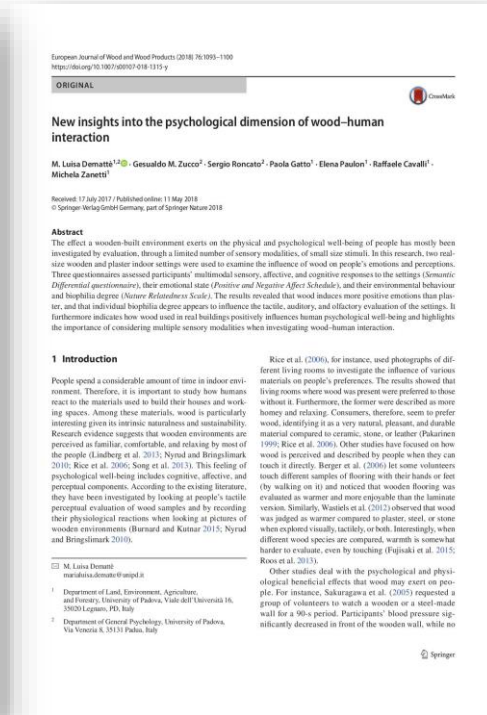 European Journal of Wood and Wood Products (2018) 76:1093–1100
https://doi.org/10.1007/s00107-018-1315-y
ORIGINAL
CrossMark
New insights into the psychological dimension of wood–human
interaction
M. Luisa Demattè1,2 · Gesualdo M. Zucco2 · Sergio Roncato2 · Paola Gatto1 · Elena Paulon1 · Raffaele Cavalli1 ·
Michela Zanetti1
Received: 17 July 2017 / Published online: 11 May 2018
© Springer-Verlag GmbH Germany, part of Springer Nature 2018
Abstract
The effect a wooden-built environment exerts on the physical and psychological well-being of people has mostly been
investigated by evaluation, through a limited number of sensory modalities, of small size stimuli. In this research, two real-
size wooden and plaster indoor settings were used to examine the influence of wood on people's emotions and perceptions.
Three questionnaires assessed participants' multimodal sensory, affective, and cognitive responses to the settings (Semantic
Differential questionnaire), their emotional state (Positive and Negative Affect Schedule), and their environmental behaviour
and biophilia degree (Nature Relatedness Scale). The results revealed that wood induces more positive emotions than plas-
ter, and that individual biophilia degree appears to influence the tactile, auditory, and olfactory evaluation of the settings. It
furthermore indicates how wood used in real buildings positively influences human psychological well-being and highlights
the importance of considering multiple sensory modalities when investigating wood–human interaction.
1 Introduction
People spend a considerable amount of time in indoor envi-
ronment. Therefore, it is important to study how humans
react to the materials used to build their houses and work-
ing spaces. Among these materials, wood is particularly
interesting given its intrinsic naturalness and sustainability.
Research evidence suggests that wooden environments are
perceived as familiar, comfortable, and relaxing by most of
the people (Lindberg et al. 2013; Nyrud and Bringslimark
2010; Rice et al. 2006; Song et al. 2013). This feeling of
psychological well-being includes cognitive, affective, and
perceptual components. According to the existing literature,
they have been investigated by looking at people's tactile
perceptual evaluation of wood samples and by recording
their physiological reactions when looking at pictures of
wooden environments (Burnard and Kutnar 2015; Nyrud
and Bringslimark 2010).
M. Luisa Demattè
marialuisa.dematte@unipd.it
1 Department of Land, Environment, Agriculture,
and Forestry, University of Padova, Viale dell'Università 16,
35020 Legnaro, PD, Italy
2 Department of General Psychology, University of Padova,
Via Venezia 8, 35131 Padua, Italy
Rice et al. (2006), for instance, used photographs of dif-
ferent living rooms to investigate the influence of various
materials on people's preferences. The results showed that
living rooms where wood was present were preferred to those
without it. Furthermore, the former were described as more
homey and relaxing. Consumers, therefore, seem to prefer
wood, identifying it as a very natural, pleasant, and durable
material compared to ceramic, stone, or leather (Pakarinen
1999; Rice et al. 2006). Other studies have focused on how
wood is perceived and described by people when they can
touch it directly. Berger et al. (2006) let some volunteers
touch different samples of flooring with their hands or feet
(by walking on it) and noticed that wooden flooring was
evaluated as warmer and more enjoyable than the laminate
version. Similarly, Wastiels et al. (2012) observed that wood
was judged as warmer compared to plaster, steel, or stone
when explored visually, tactilely, or both. Interestingly, when
different wood species are compared, warmth is somewhat
harder to evaluate, even by touching (Fujisaki et al. 2015;
Roos et al. 2013).
Other studies deal with the psychological and physi-
ological beneficial effects that wood may exert on peo-
ple. For instance, Sakuragawa et al. (2005) requested a
group of volunteers to watch a wooden or a steel-made
wall for a 90-s period. Participants' blood pressure sig-
nificantly decreased in front of the wooden wall, while no
Springer